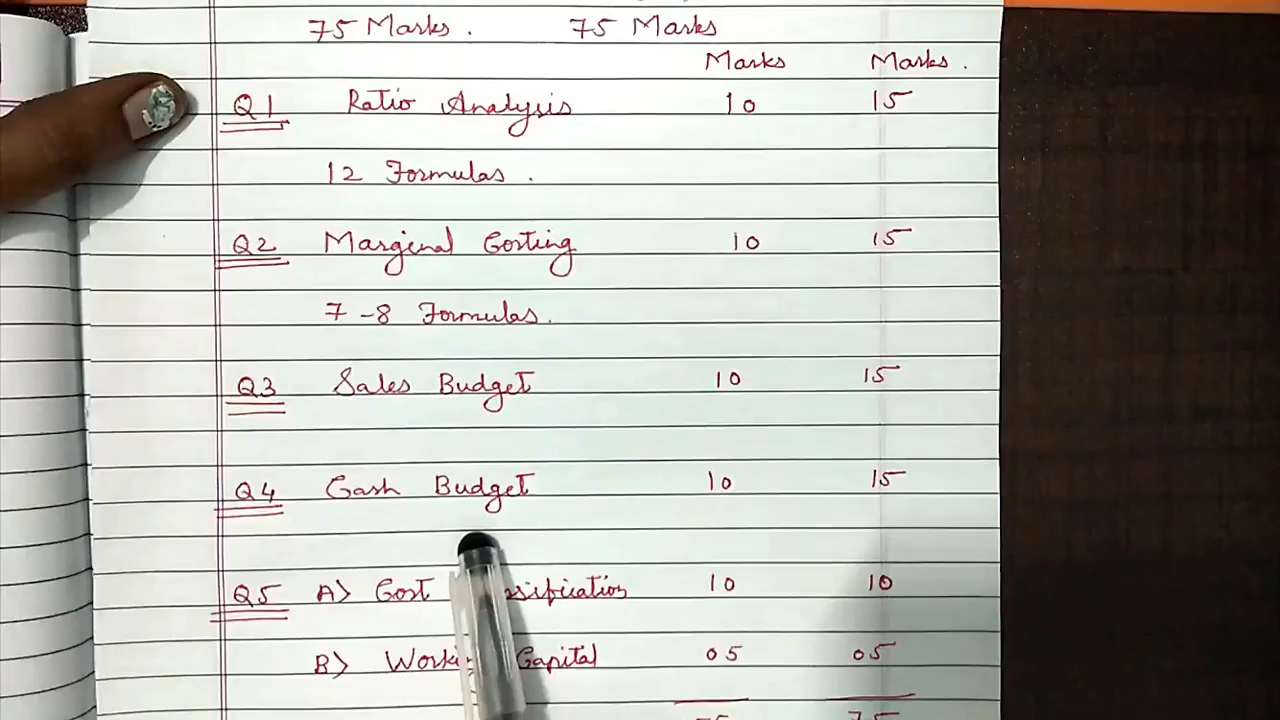 75 Marks . 75 Marks
Marks Marks .
Q1 Ratio Analysis 10 15
12 Formulas .
Q2 Marginal Costing 10 15
7-8 Formulas .
Q3 Sales Budget 10 15
Q4 Cash Budget 10 15
Q5 A) Cost 10 10
B) Capital 05 05
75